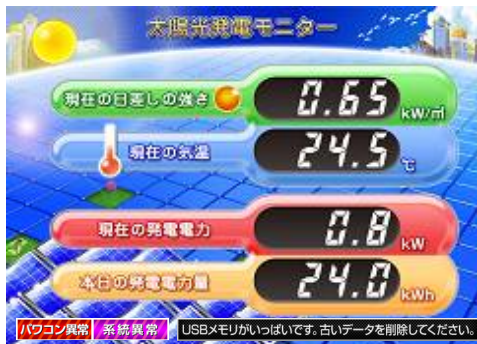 太陽光発電モニター
現在の日差しの強さ 0.65 kW/㎡
現在の気温 24.5 ℃
現在の発電電力 0.8 kW
本日の発電電力量 24.0 kWh
パワコン異常 系統異常 USBメモリがいっぱいです。古いデータを削除してください。